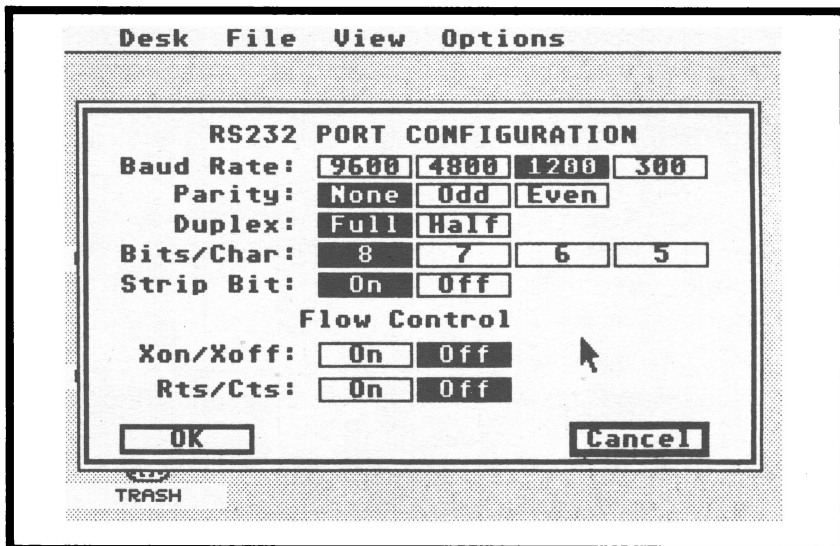 Desk File View Options
RS232 PORT CONFIGURATION
Baud Rate: 9600 4800 1200 300
Parity: None Odd Even
Duplex: Full Half
Bits/Char: 8 7 6 5
Strip Bit: On Off
Flow Control
Xon/Xoff: On Off
Rts/Cts: On Off
OK Cancel
TRASH